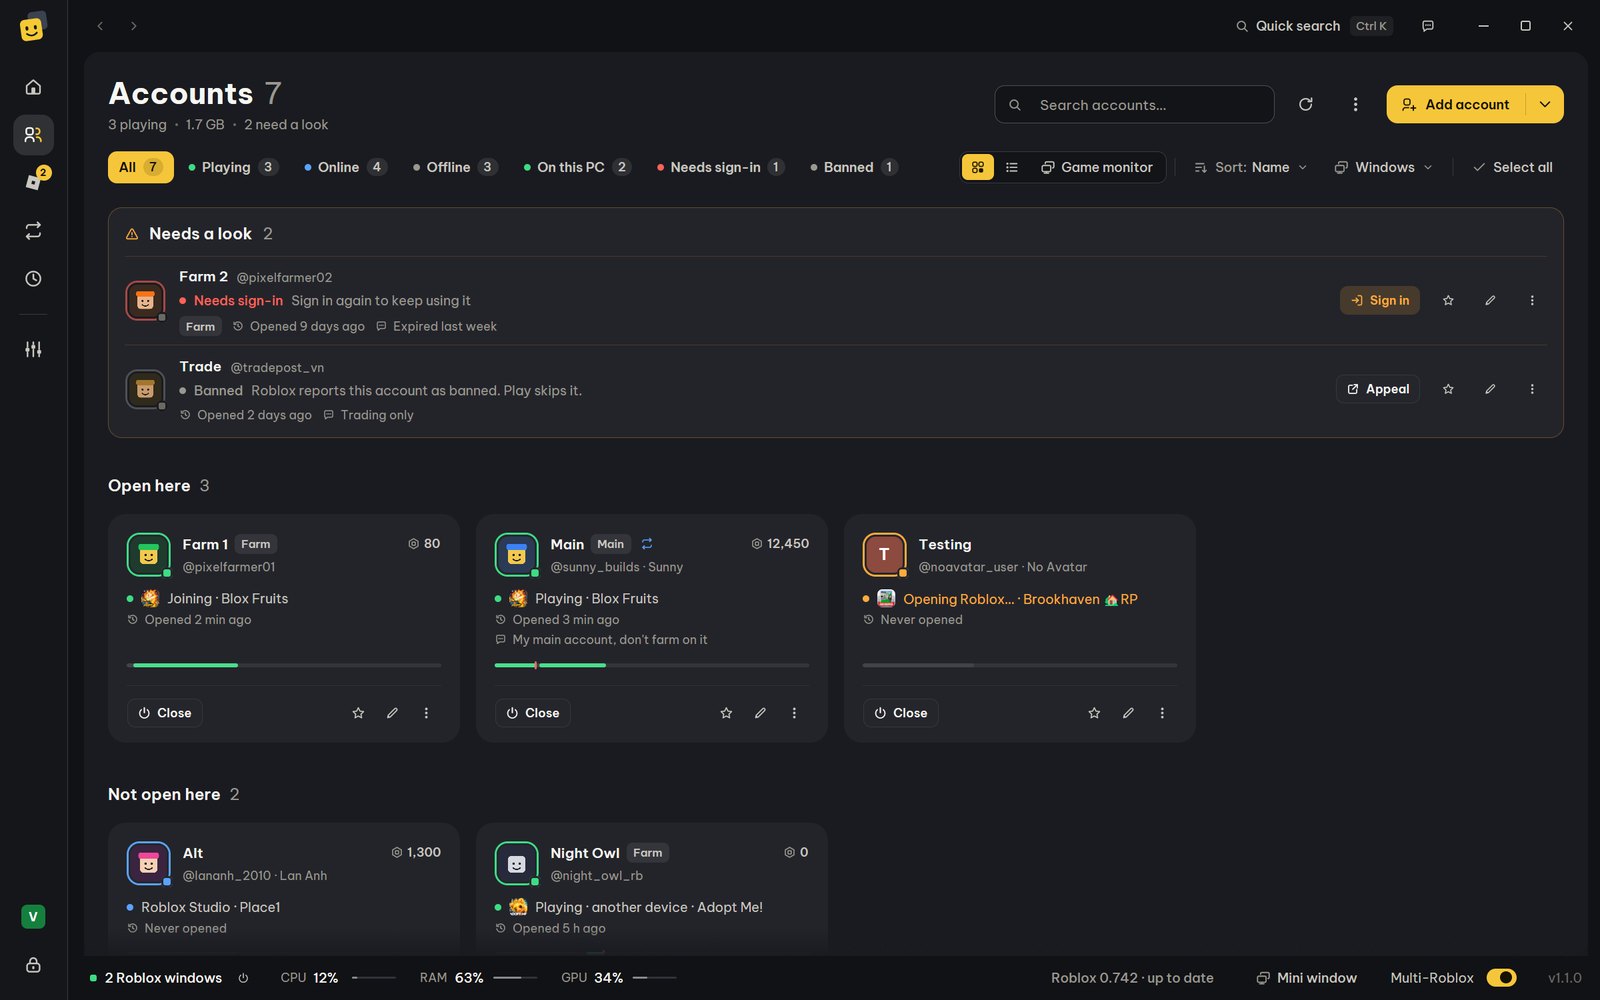 Quick search Ctrl K
Accounts 7
3 playing · 1.7 GB · 2 need a look
Search accounts...
Add account
All 7 Playing 3 Online 4 Offline 3 On this PC 2 Needs sign-in 1 Banned 1
Game monitor Sort: Name Windows Select all
2
Needs a look 2
Farm 2 @pixelfarmer02
Needs sign-in Sign in again to keep using it
Farm Opened 9 days ago Expired last week
Sign in
Trade @tradepost_vn
Banned Roblox reports this account as banned. Play skips it.
Opened 2 days ago Trading only
Appeal
Open here 3
Farm 1 Farm 80
@pixelfarmer01
Joining · Blox Fruits
Opened 2 min ago
Close
Main Main 12,450
@sunny_builds · Sunny
Playing · Blox Fruits
Opened 3 min ago
My main account, don't farm on it
Close
T
Testing
@noavatar_user · No Avatar
Opening Roblox... · Brookhaven 🏡RP
Never opened
Close
Not open here 2
Alt 1,300
@lananh_2010 · Lan Anh
Roblox Studio · Place1
Never opened
Night Owl Farm 0
@night_owl_rb
Playing · another device · Adopt Me!
Opened 5 h ago
V
2 Roblox windows CPU 12% RAM 63% GPU 34%
Roblox 0.742 · up to date Mini window Multi-Roblox v1.1.0